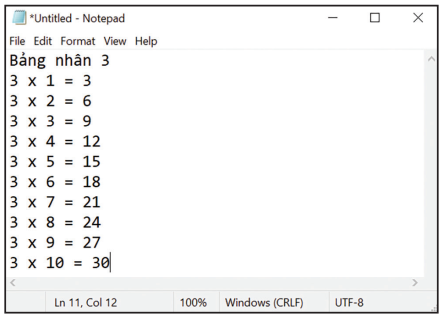 *Untitled - Notepad
File Edit Format View Help
Bảng nhân 3
3 x 1 = 3
3 x 2 = 6
3 x 3 = 9
3 x 4 = 12
3 x 5 = 15
3 x 6 = 18
3 x 7 = 21
3 x 8 = 24
3 x 9 = 27
3 x 10 = 30
Ln 11, Col 12 100% Windows (CRLF) UTF-8